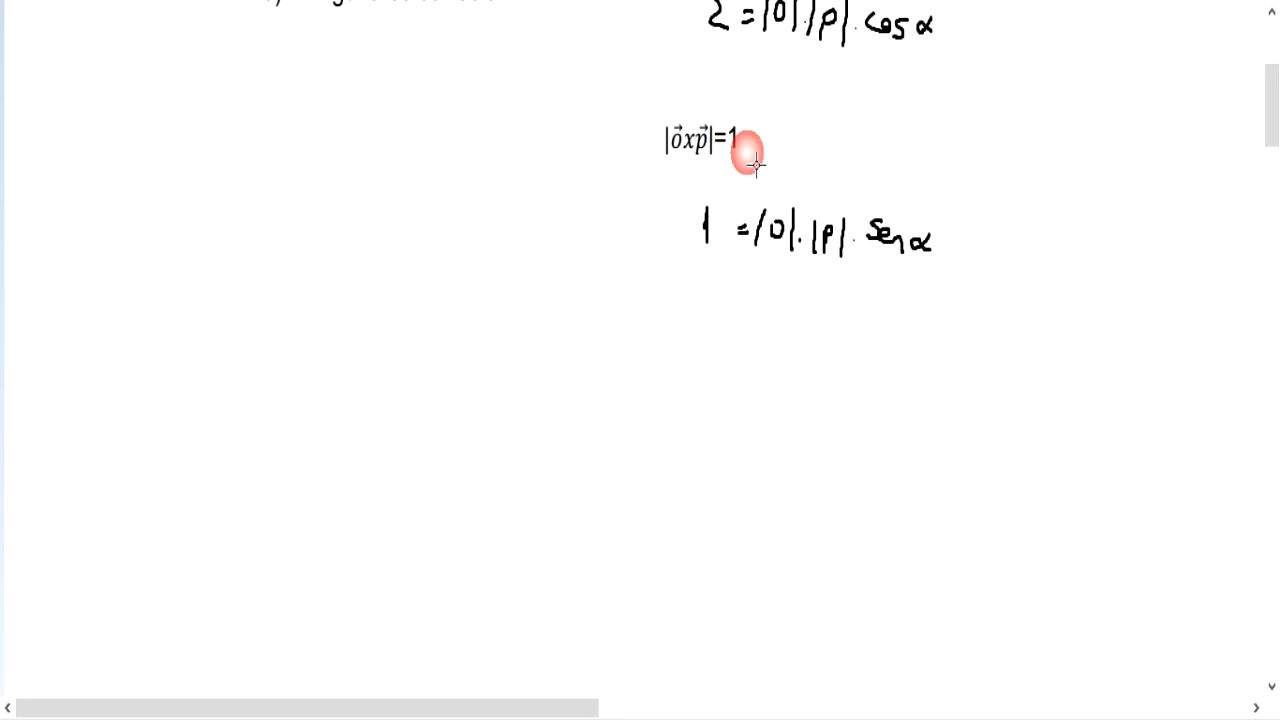 2 = |o|.|p|. cos α
|o⃗xp⃗|=1
1 = |o|. |p|. Sen α